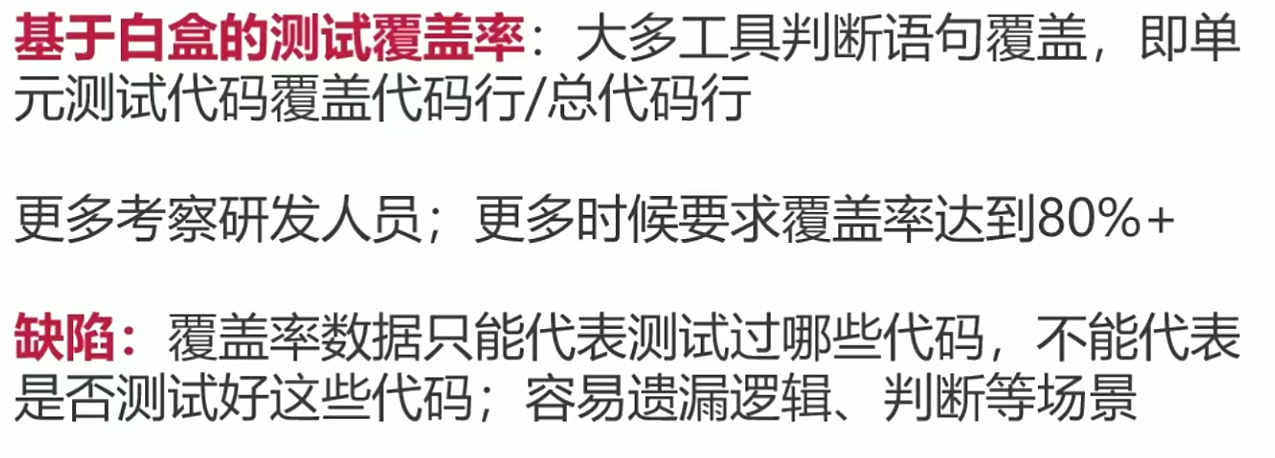 基于白盒的测试覆盖率：大多工具判断语句覆盖，即单
元测试代码覆盖代码行/总代码行
更多考察研发人员；更多时候要求覆盖率达到80%+
缺陷：覆盖率数据只能代表测试过哪些代码，不能代表
是否测试好这些代码；容易遗漏逻辑、判断等场景